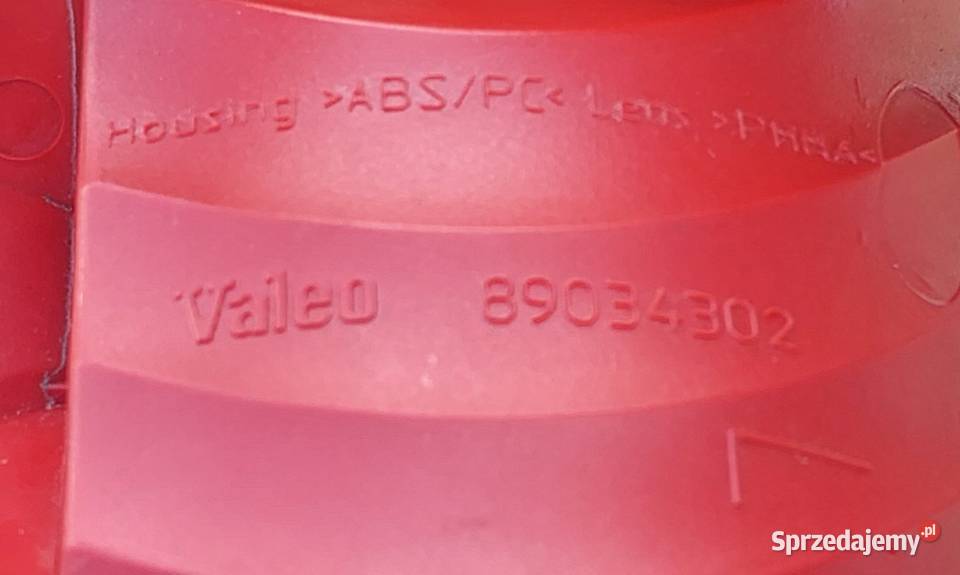 Housing >ABS/PC< Lens >PMMA<
Valeo 89034302
Sprzedajemy.pl